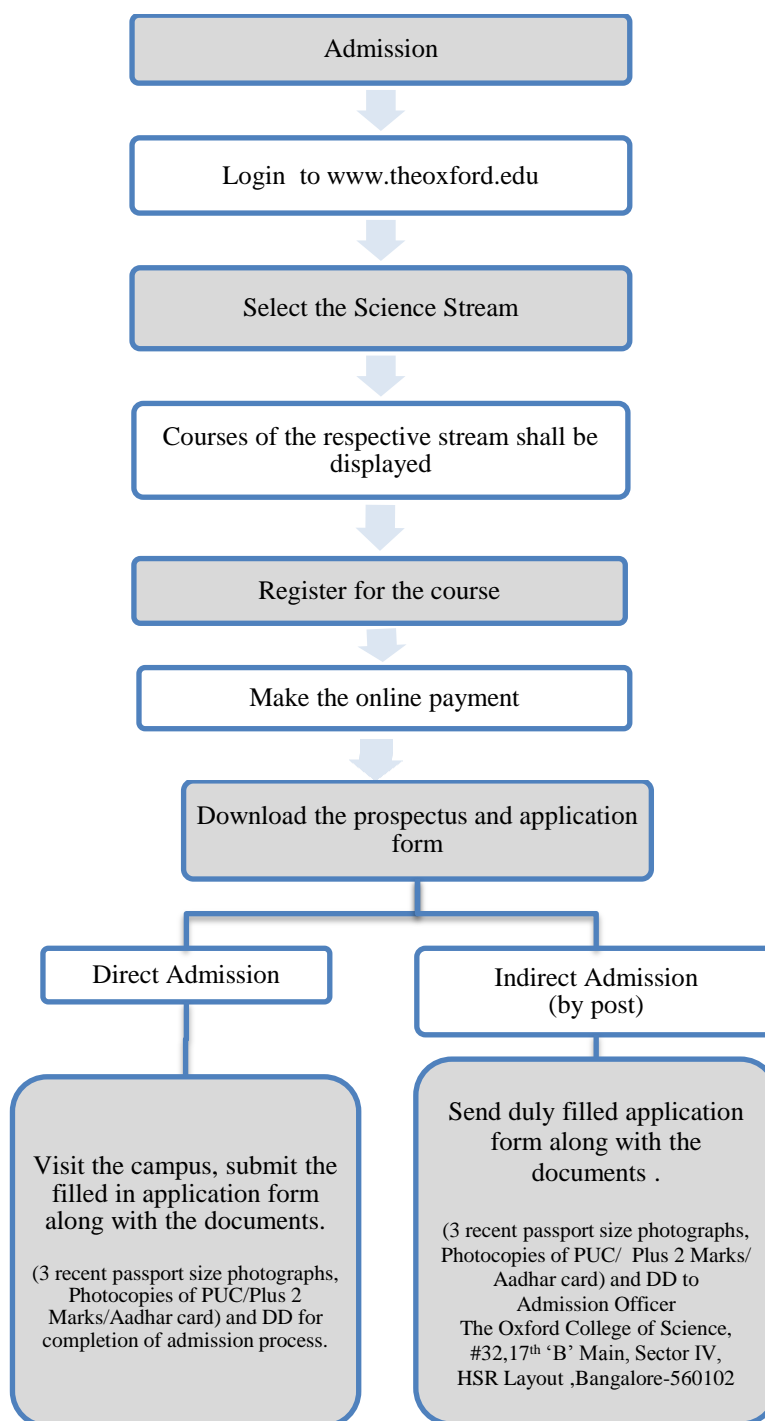 Admission
Login to www.theoxford.edu
Select the Science Stream
Courses of the respective stream shall be
displayed
Register for the course
Make the online payment
Download the prospectus and application
form
Direct Admission
Visit the campus, submit the
filled in application form
along with the documents.
(3 recent passport size photographs,
Photocopies of PUC/Plus 2
Marks/Aadhar card) and DD for
completion of admission process.
Indirect Admission
(by post)
Send duly filled application
form along with the
documents .
(3 recent passport size photographs,
Photocopies of PUC/ Plus 2 Marks/
Aadhar card) and DD to
Admission Officer
The Oxford College of Science,
#32,17th ‘B’ Main, Sector IV,
HSR Layout ,Bangalore-560102